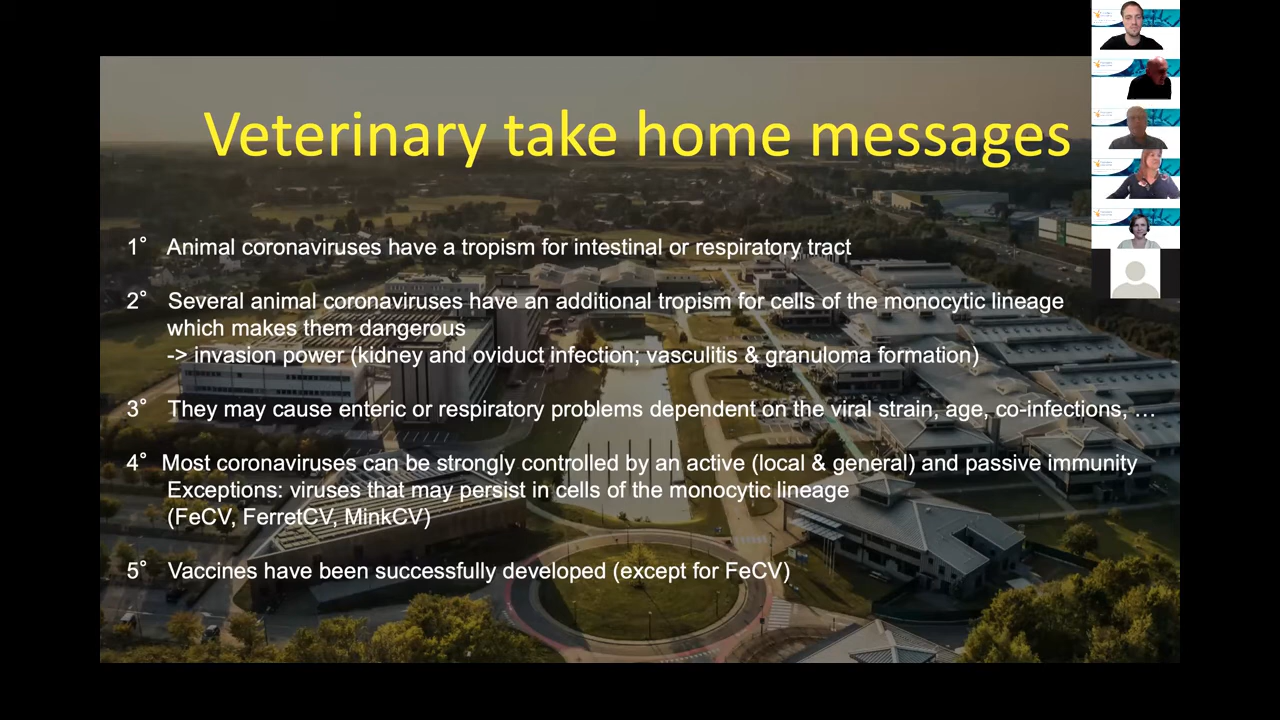 Veterinary take home messages
1° Animal coronaviruses have a tropism for intestinal or respiratory tract
2° Several animal coronaviruses have an additional tropism for cells of the monocytic lineage
which makes them dangerous
-> invasion power (kidney and oviduct infection; vasculitis & granuloma formation)
3° They may cause enteric or respiratory problems dependent on the viral strain, age, co-infections, …
4° Most coronaviruses can be strongly controlled by an active (local & general) and passive immunity
Exceptions: viruses that may persist in cells of the monocytic lineage
(FeCV, FerretCV, MinkCV)
5° Vaccines have been successfully developed (except for FeCV)